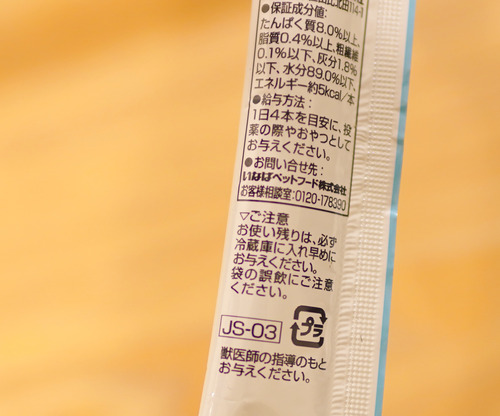 ●保証成分値：
たんぱく質8.0%以上、
脂質0.4%以上、粗繊維
0.1%以下、灰分1.8%
以下、水分89.0%以下、
エネルギー約5kcal/本
●給与方法：
1日4本を目安に、投
薬の際やおやつとして
お与えください。
●お問い合せ先：
いなばペットフード株式会社
お客様相談室：0120-178390
▽ご注意
お使い残りは、必ず
冷蔵庫に入れ早めに
お与えください。
袋の誤飲にご注意
ください。
JS-03 プラ
獣医師の指導のもと
お与えください。